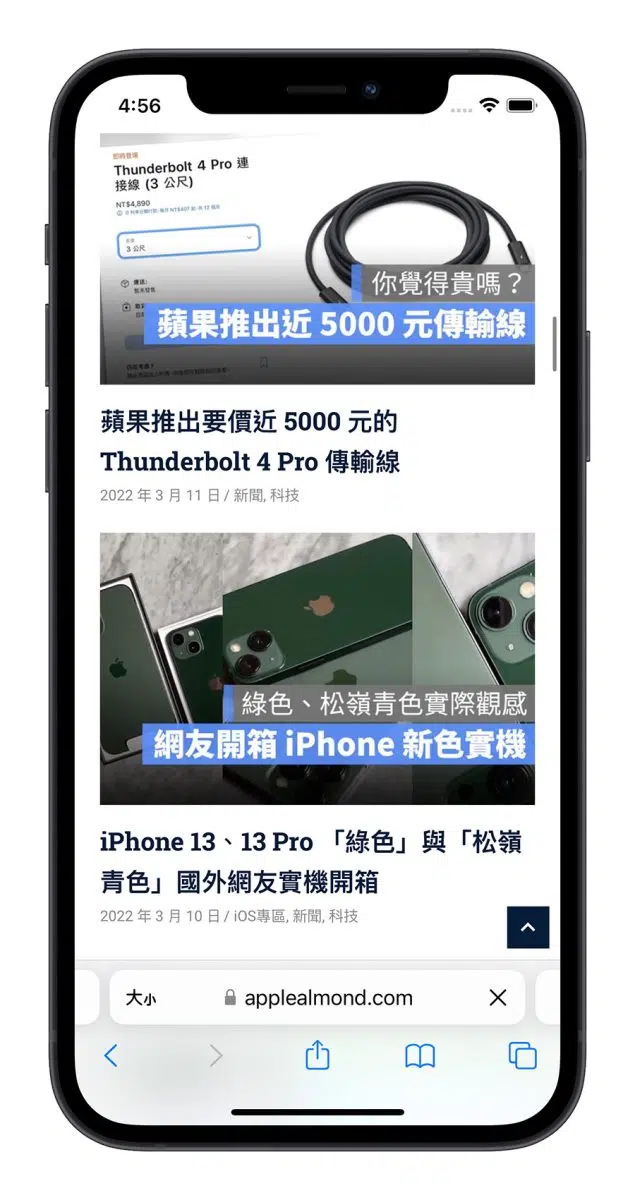 4:56
即將登場
Thunderbolt 4 Pro 連
接線 (3 公尺)
NT$4,890
3 公尺
你覺得貴嗎？
蘋果推出近 5000 元傳輸線
蘋果推出要價近 5000 元的
Thunderbolt 4 Pro 傳輸線
2022 年 3 月 11 日 / 新聞, 科技
綠色、松嶺青色實際觀感
網友開箱 iPhone 新色實機
iPhone 13、13 Pro 「綠色」與「松嶺
青色」國外網友實機開箱
2022 年 3 月 10 日 / iOS專區, 新聞, 科技
大小 applealmond.com